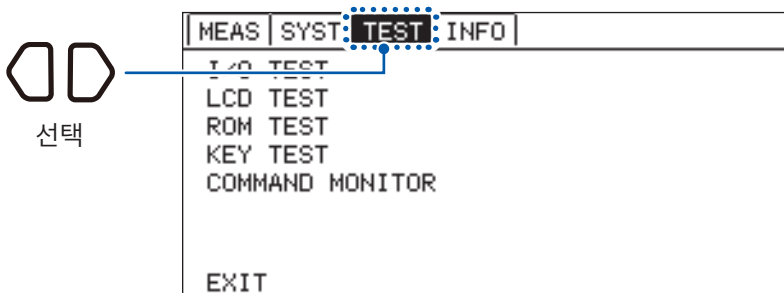 MEAS SYST TEST INFO
I/O TEST
선택
LCD TEST
ROM TEST
KEY TEST
COMMAND MONITOR
EXIT